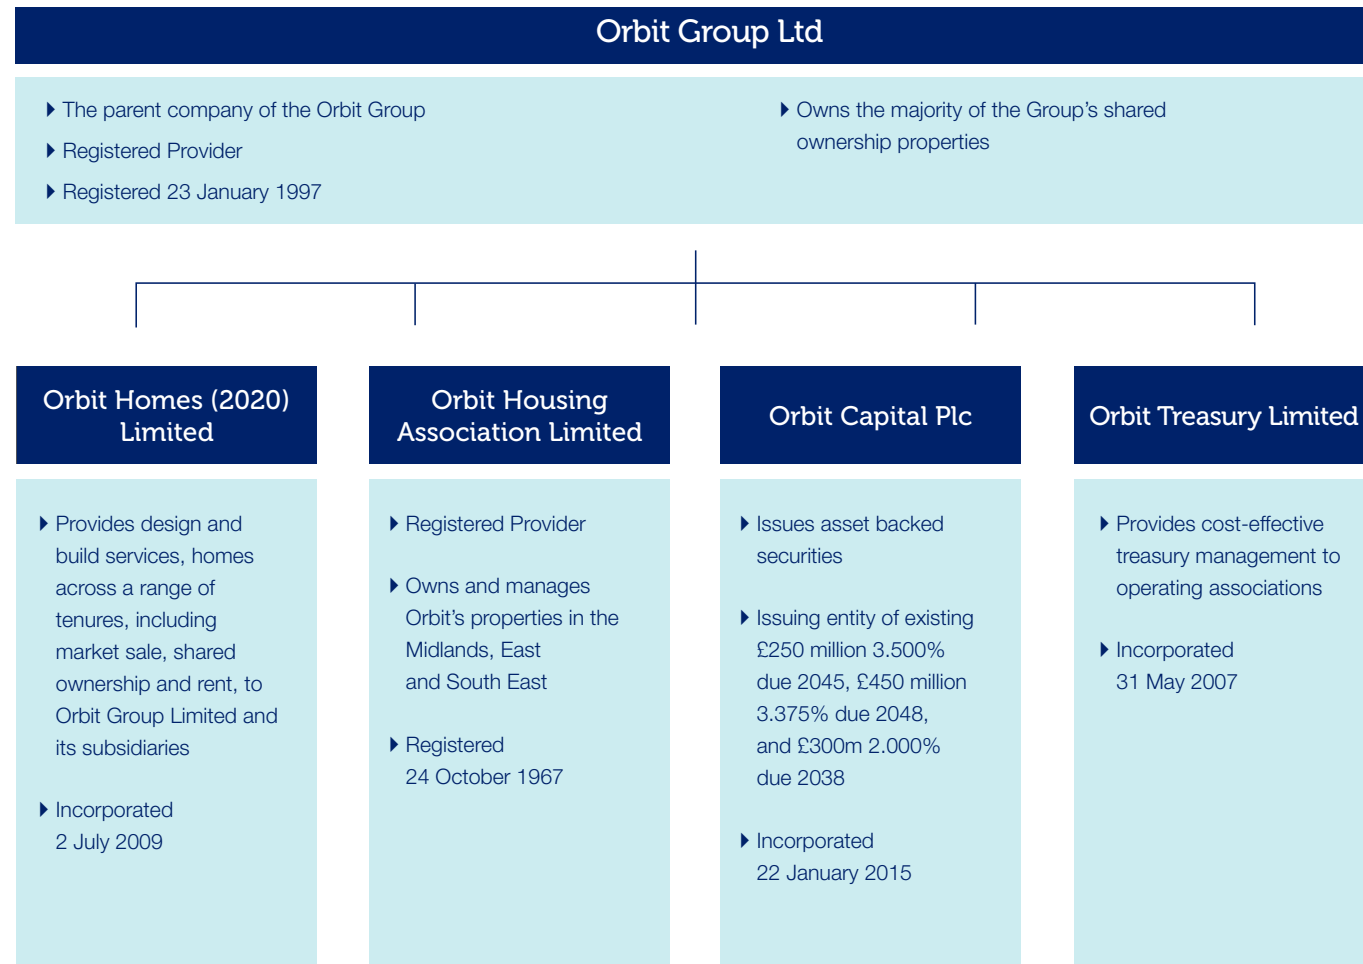 Orbit Group Ltd
The parent company of the Orbit Group
Registered Provider
Registered 23 January 1997
Owns the majority of the Group’s shared
ownership properties
Orbit Homes (2020)
Limited
Provides design and
build services, homes
across a range of
tenures, including
market sale, shared
ownership and rent, to
Orbit Group Limited and
its subsidiaries
Incorporated
2 July 2009
Orbit Housing
Association Limited
Registered Provider
Owns and manages
Orbit’s properties in the
Midlands, East
and South East
Registered
24 October 1967
Orbit Capital Plc
Issues asset backed
securities
Issuing entity of existing
£250 million 3.500%
due 2045, £450 million
3.375% due 2048,
and £300m 2.000%
due 2038
Incorporated
22 January 2015
Orbit Treasury Limited
Provides cost-effective
treasury management to
operating associations
Incorporated
31 May 2007